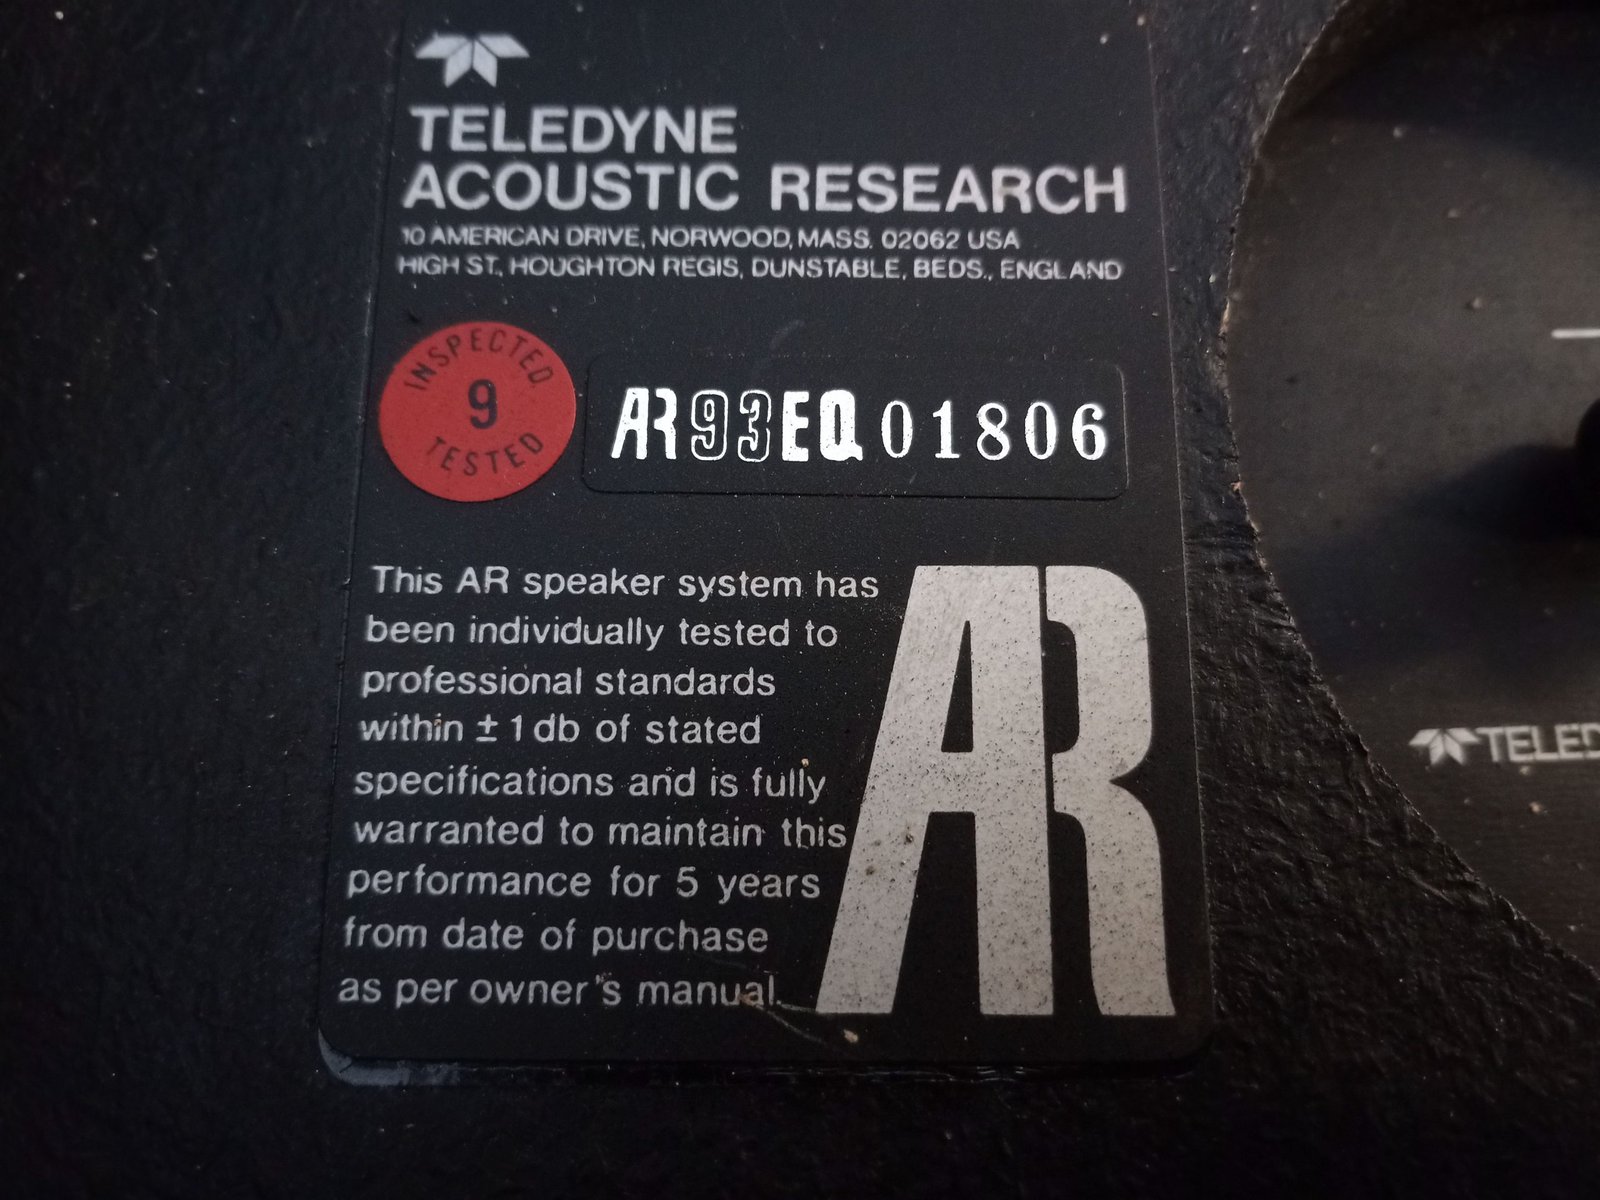 TELEDYNE
ACOUSTIC RESEARCH
10 AMERICAN DRIVE, NORWOOD, MASS. 02062 USA
HIGH ST., HOUGHTON REGIS, DUNSTABLE, BEDS., ENGLAND
INSPECTED
9
TESTED
AR93EQ 01806
This AR speaker system has
been individually tested to
professional standards
within ± 1 db of stated
specifications and is fully
warranted to maintain this
performance for 5 years
from date of purchase
as per owner's manual.
AR
TELED